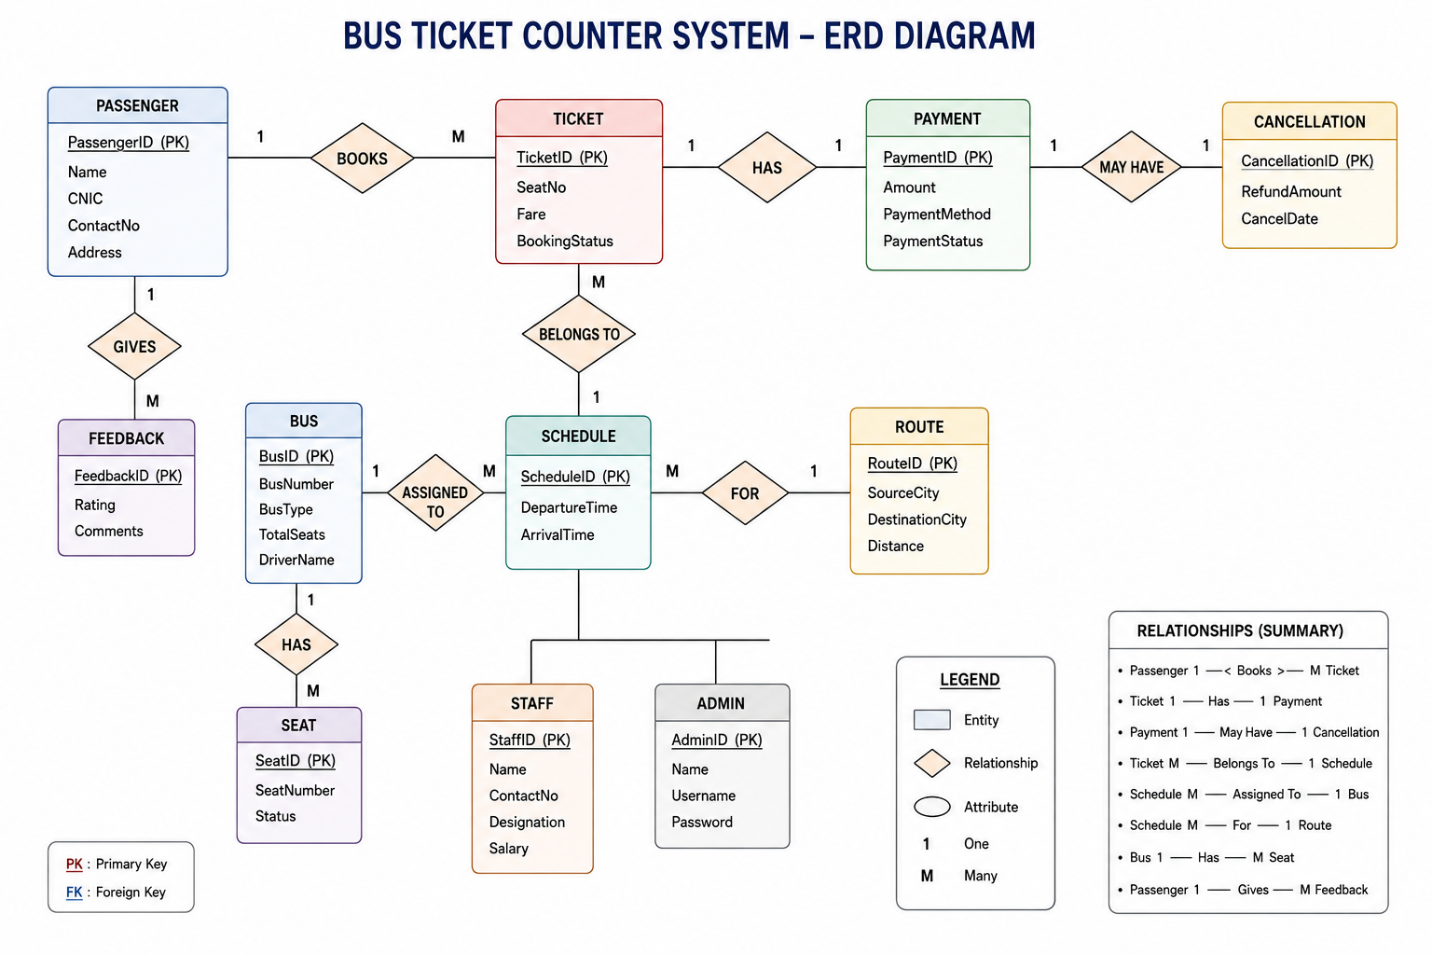 BUS TICKET COUNTER SYSTEM – ERD DIAGRAM
PASSENGER
PassengerID (PK)
Name
CNIC
ContactNo
Address
1
BOOKS
M
TICKET
TicketID (PK)
SeatNo
Fare
BookingStatus
1
HAS
1
PAYMENT
PaymentID (PK)
Amount
PaymentMethod
PaymentStatus
1
MAY HAVE
1
CANCELLATION
CancellationID (PK)
RefundAmount
CancelDate
1
GIVES
M
FEEDBACK
FeedbackID (PK)
Rating
Comments
M
BELONGS TO
1
BUS
BusID (PK)
BusNumber
BusType
TotalSeats
DriverName
1
ASSIGNED
TO
M
SCHEDULE
ScheduleID (PK)
DepartureTime
ArrivalTime
M
FOR
1
ROUTE
RouteID (PK)
SourceCity
DestinationCity
Distance
1
HAS
M
SEAT
SeatID (PK)
SeatNumber
Status
STAFF
StaffID (PK)
Name
ContactNo
Designation
Salary
ADMIN
AdminID (PK)
Name
Username
Password
PK : Primary Key
FK : Foreign Key
LEGEND
Entity
Relationship
Attribute
1 One
M Many
RELATIONSHIPS (SUMMARY)
• Passenger 1 —< Books >— M Ticket
• Ticket 1 — Has — 1 Payment
• Payment 1 — May Have — 1 Cancellation
• Ticket M — Belongs To — 1 Schedule
• Schedule M — Assigned To — 1 Bus
• Schedule M — For — 1 Route
• Bus 1 — Has — M Seat
• Passenger 1 — Gives — M Feedback